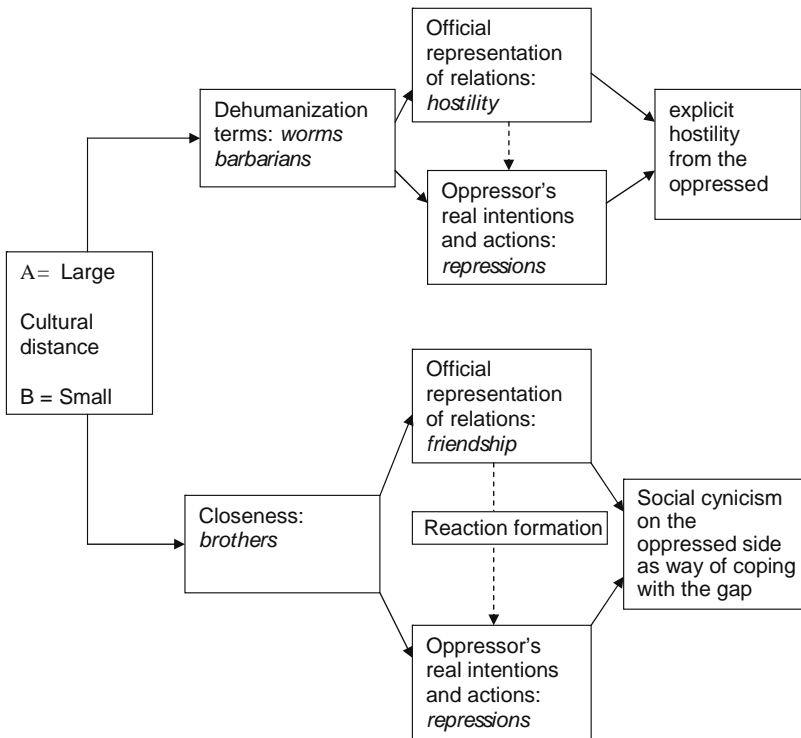 Official
representation
of relations:
hostility
Dehumanization
terms: worms
barbarians
explicit
hostility
from the
oppressed
Oppressor’s
real intentions
and actions:
repressions
A= Large
Cultural
distance
B = Small
Official
representation
of relations:
friendship
Closeness:
brothers
Reaction formation
Social cynicism
on the
oppressed side
as way of coping
with the gap
Oppressor’s
real intentions
and actions:
repressions